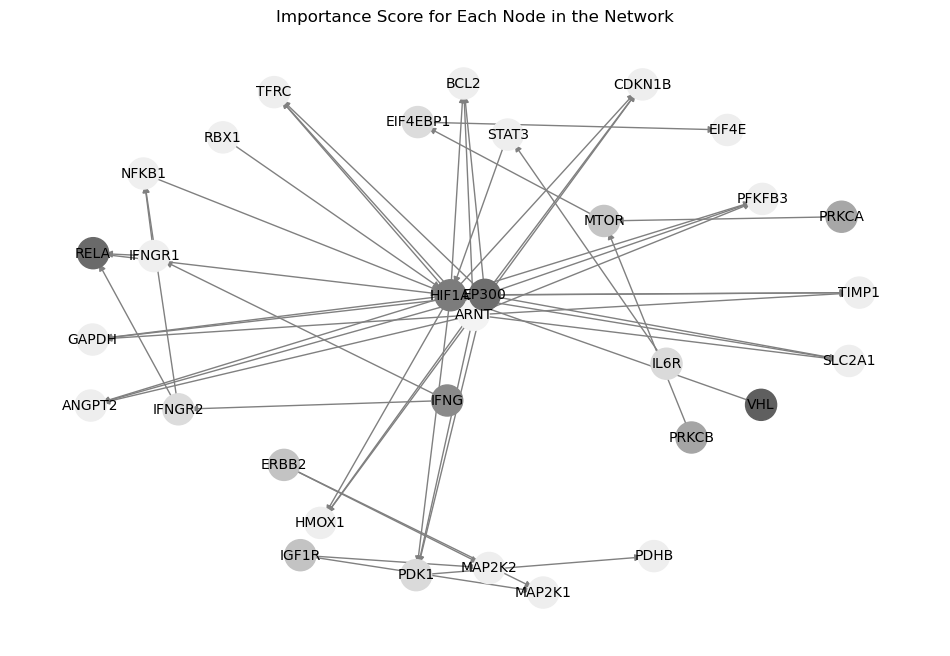 Importance Score for Each Node in the Network
BCL2
CDKN1B
TFRC
EIF4EBP1
EIF4E
STAT3
RBX1
NFKB1
PFKFB3
PRKCA
MTOR
RELA
IFNGR1
TIMP1
HIF1A
EP300
ARNT
GAPDH
SLC2A1
IL6R
IFNG
VHL
ANGPT2
IFNGR2
PRKCB
ERBB2
HMOX1
IGF1R
PDHB
MAP2K2
PDK1
MAP2K1